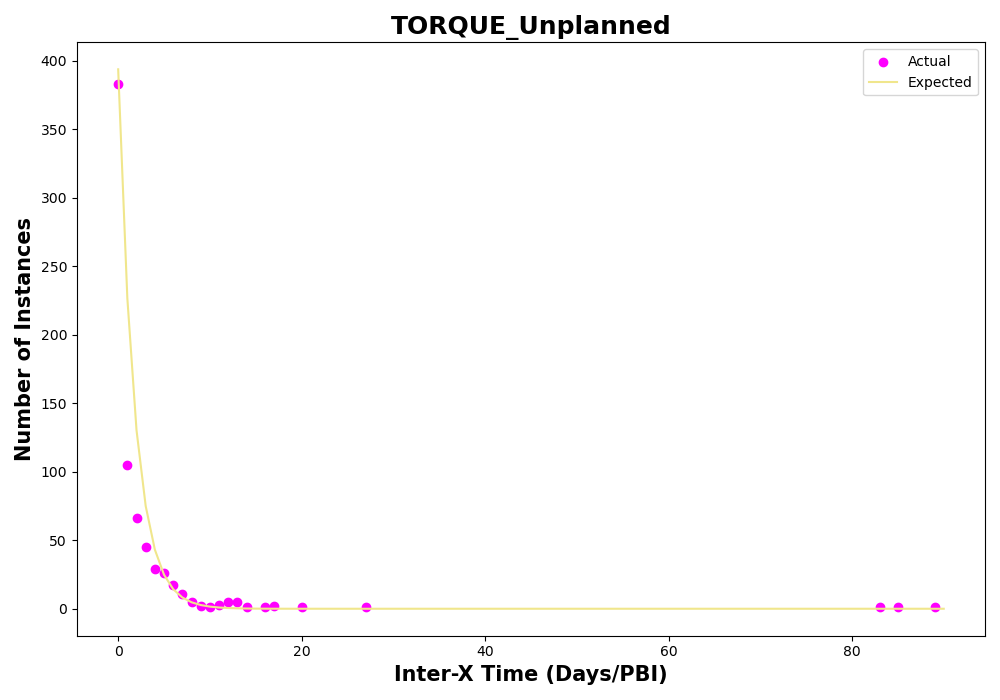 TORQUE_Unplanned
Actual
Expected
400
350
300
250
200
150
100
50
0
Number of Instances
0 20 40 60 80
Inter-X Time (Days/PBI)